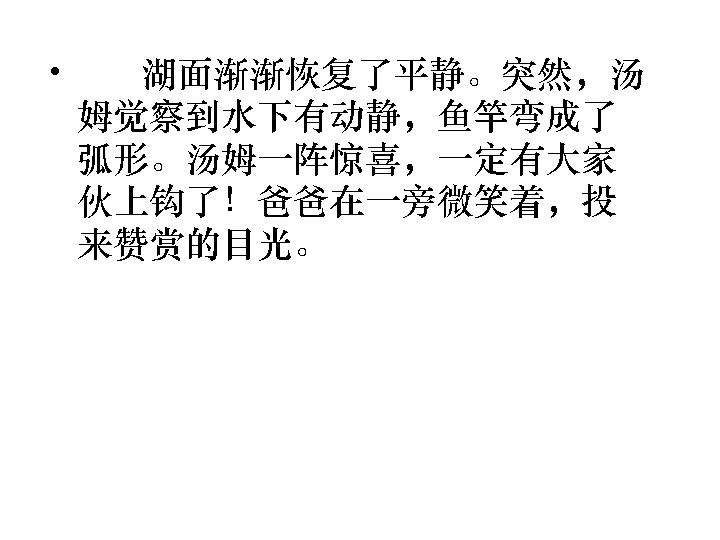 • 湖面渐渐恢复了平静。突然，汤
姆觉察到水下有动静，鱼竿弯成了
弧形。汤姆一阵惊喜，一定有大家
伙上钩了！爸爸在一旁微笑着，投
来赞赏的目光。